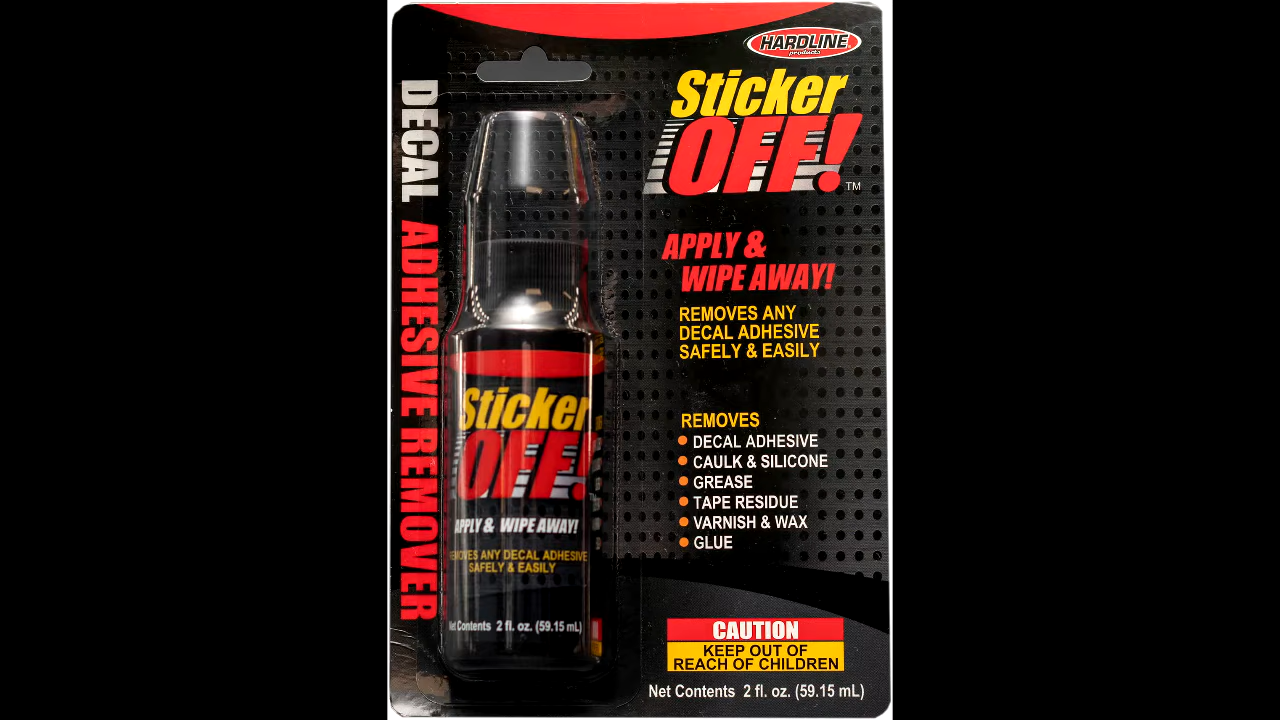 HARDLINE
products
Sticker
OFF!
TM
APPLY &
WIPE AWAY!
REMOVES ANY
DECAL ADHESIVE
SAFELY & EASILY
REMOVES
DECAL ADHESIVE
CAULK & SILICONE
GREASE
TAPE RESIDUE
VARNISH & WAX
GLUE
CAUTION
KEEP OUT OF
REACH OF CHILDREN
Net Contents 2 fl. oz. (59.15 mL)
DECAL ADHESIVE REMOVER
Sticker
OFF!
APPLY & WIPE AWAY!
REMOVES ANY DECAL ADHESIVE
SAFELY & EASILY
Net Contents 2 fl. oz. (59.15 mL)